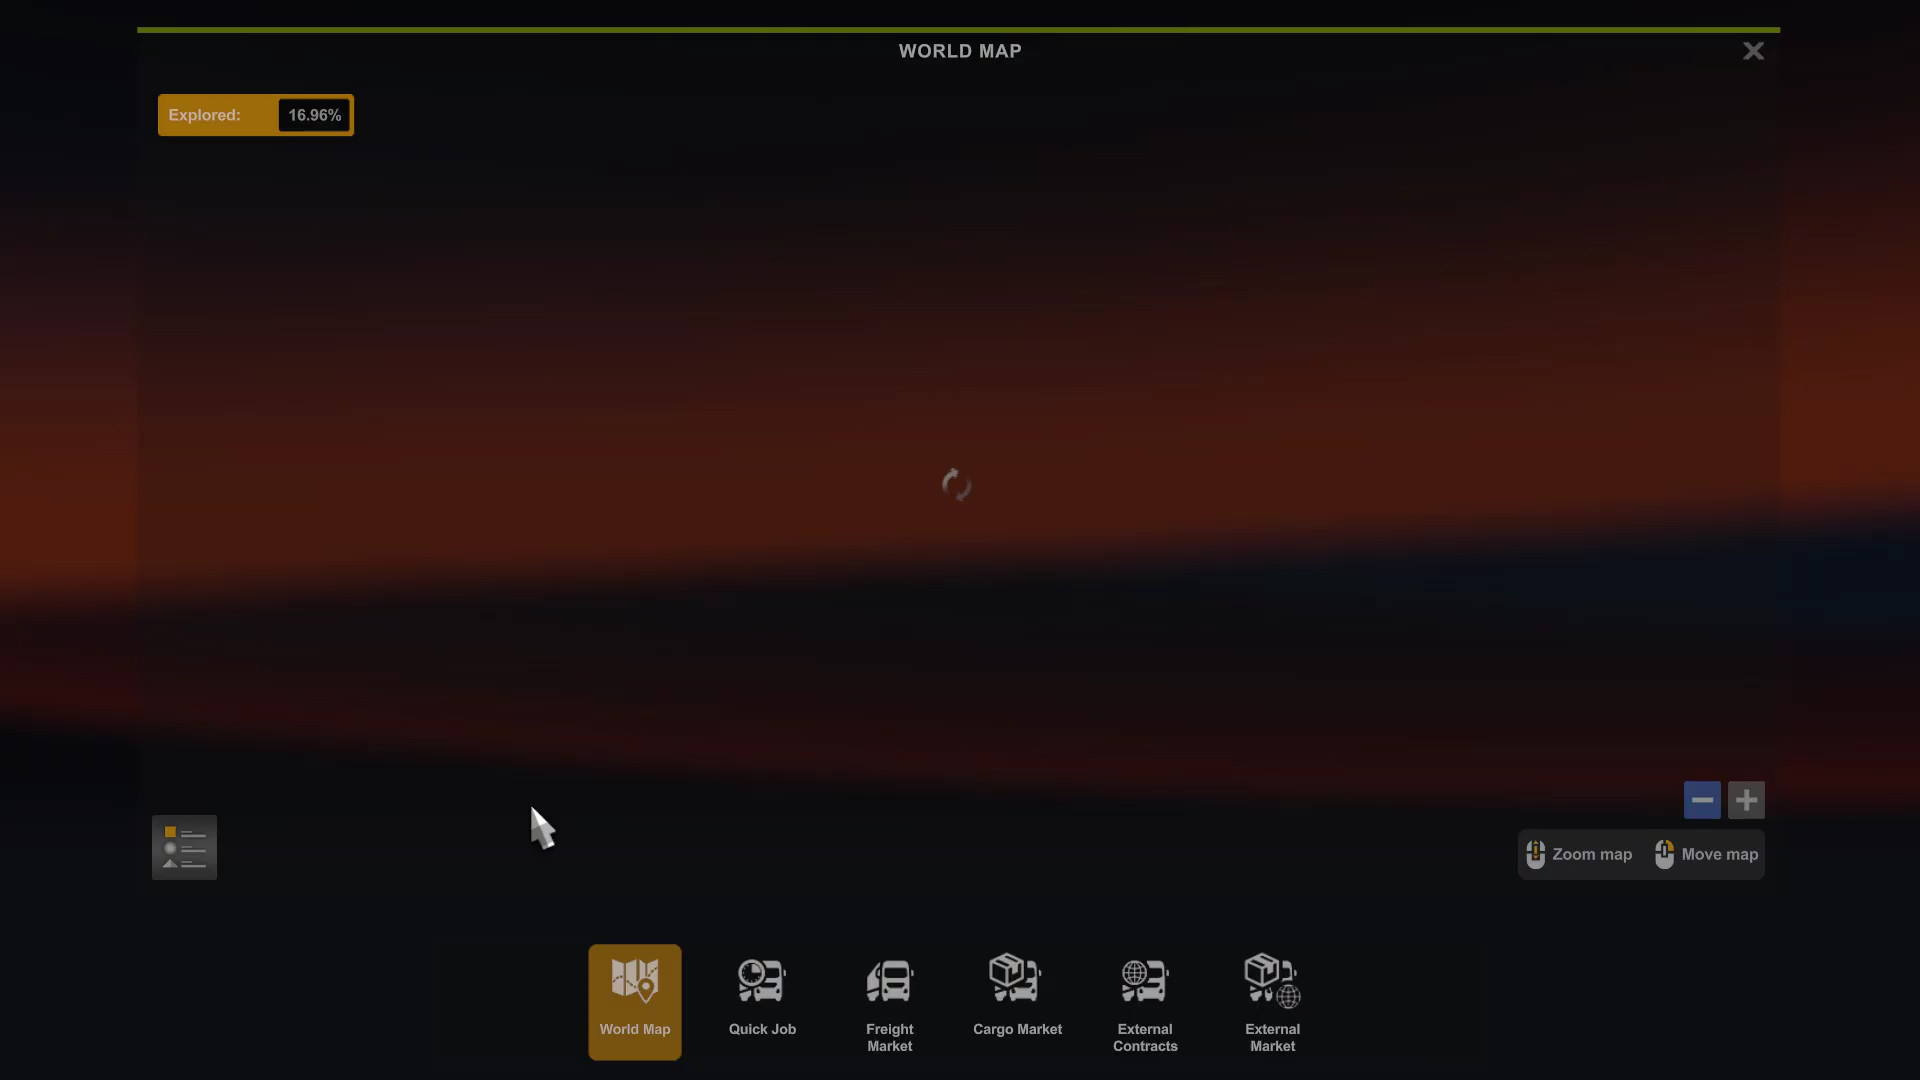 WORLD MAP
Explored: 16.96%
Zoom map
Move map
World Map
Quick Job
Freight
Market
Cargo Market
External
Contracts
External
Market